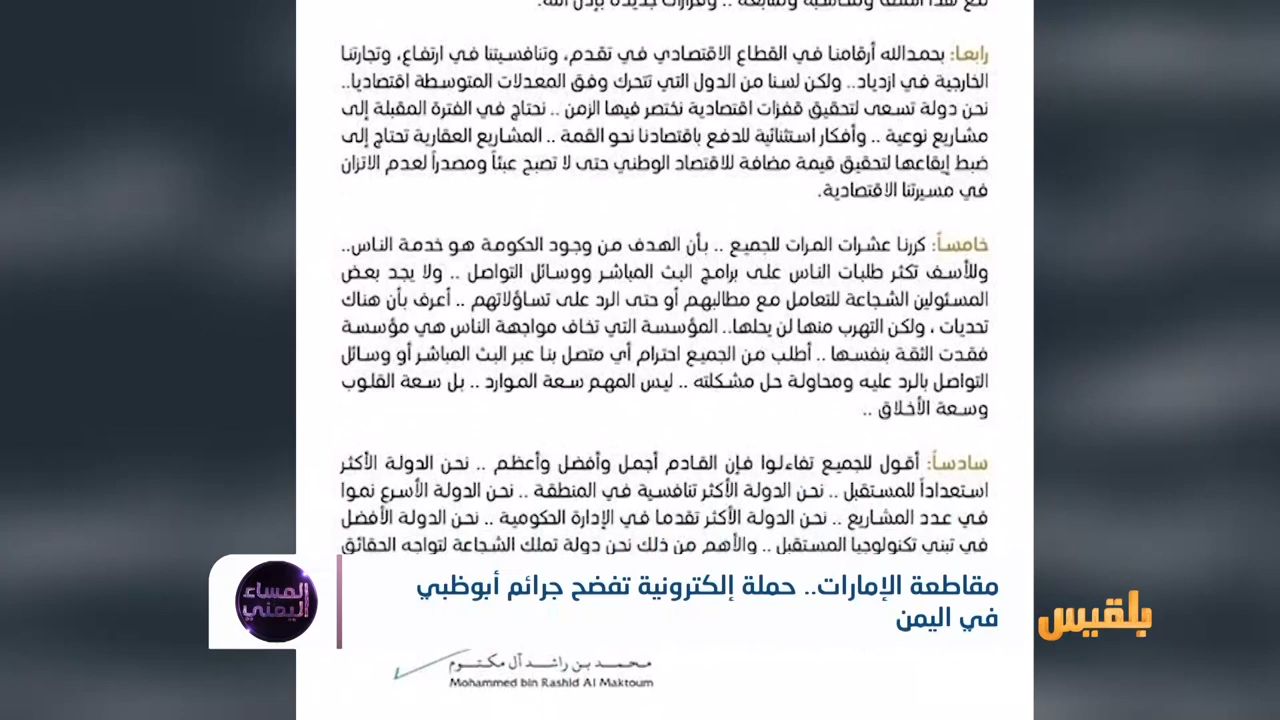 مع هذا الملف ومحاسبة ومتابعة .. وقرارات جديدة بإذن الله.
رابعا: بحمدالله أرقامنا في القطاع الاقتصادي في تقدم، وتنافسيتنا في ارتفاع، وتجارتنا
الخارجية في ازدياد.. ولكن لسنا من الدول التي تتحرك وفق المعدلات المتوسطة اقتصاديا..
نحن دولة تسعى لتحقيق قفزات اقتصادية نختصر فيها الزمن .. نحتاج في الفترة المقبلة إلى
مشاريع نوعية .. وأفكار استثنائية للدفع باقتصادنا نحو القمة .. المشاريع العقارية تحتاج إلى
ضبط إيقاعها لتحقيق قيمة مضافة للاقتصاد الوطني حتى لا تصبح عبئاً ومصدراً لعدم الاتزان
في مسيرتنا الاقتصادية.
خامساً: كررنا عشرات المرات للجميع .. بأن الهدف من وجود الحكومة هو خدمة الناس..
وللأسف تكثر طلبات الناس على برامج البث المباشر ووسائل التواصل .. ولا يجد بعض
المسئولين الشجاعة للتعامل مع مطالبهم أو حتى الرد على تساؤلاتهم .. أعرف بأن هناك
تحديات ، ولكن التهرب منها لن يحلها.. المؤسسة التي تخاف مواجهة الناس هي مؤسسة
فقدت الثقة بنفسها .. أطلب من الجميع احترام أي متصل بنا عبر البث المباشر أو وسائل
التواصل بالرد عليه ومحاولة حل مشكلته .. ليس المهم سعة الموارد .. بل سعة القلوب
وسعة الأخلاق ..
سادساً: أقول للجميع تفاءلوا فإن القادم أجمل وأفضل وأعظم .. نحن الدولة الأكثر
استعداداً للمستقبل .. نحن الدولة الأكثر تنافسية في المنطقة .. نحن الدولة الأسرع نموا
في عدد المشاريع .. نحن الدولة الأكثر تقدما في الإدارة الحكومية .. نحن الدولة الأفضل
في تبني تكنولوجيا المستقبل .. والأهم من ذلك نحن دولة تملك الشجاعة لتواجه الحقائق
مقاطعة الإمارات.. حملة إلكترونية تفضح جرائم أبوظبي
في اليمن
المساء
اليمني
بلقيس
محمد بن راشد آل مكتوم
Mohammed bin Rashid Al Maktoum